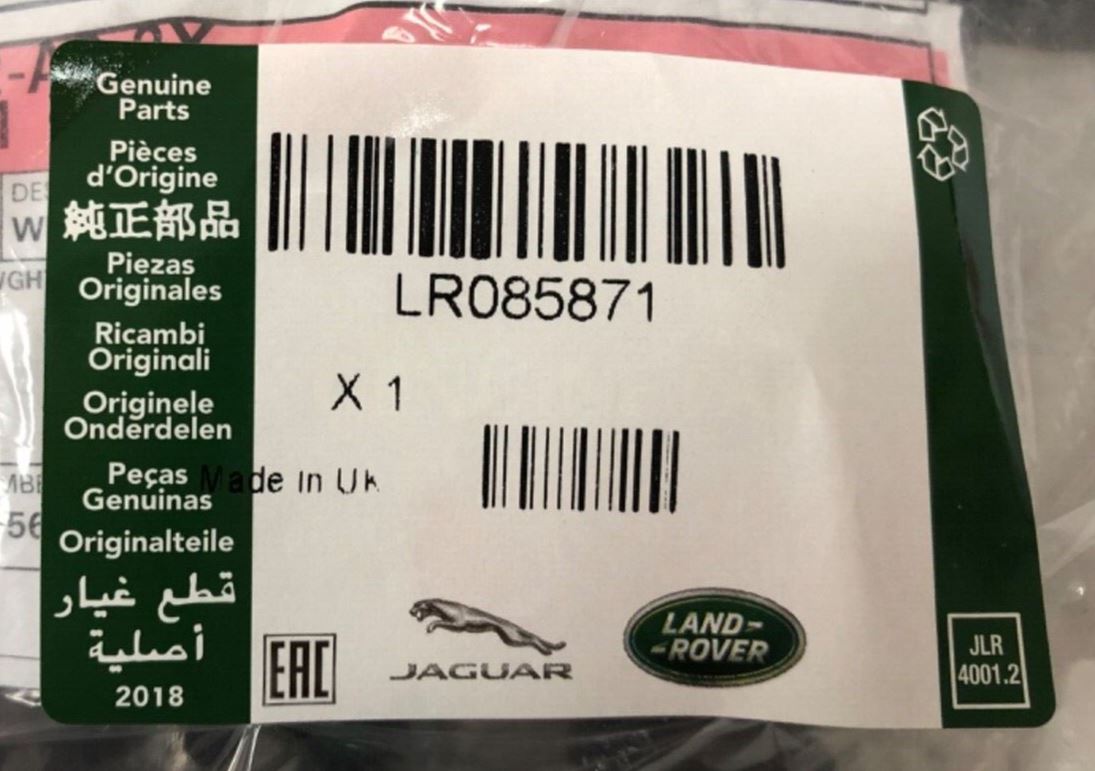 Genuine
Parts
Pièces
d'Origine
純正部品
Piezas
Originales
Ricambi
Originali
Originele
Onderdelen
Peças
Genuinas
Originalteile
قطع غيار
أصلية
2018
LR085871
X 1
Made in UK
EAC
JAGUAR
LAND-
-ROVER
JLR
4001.2